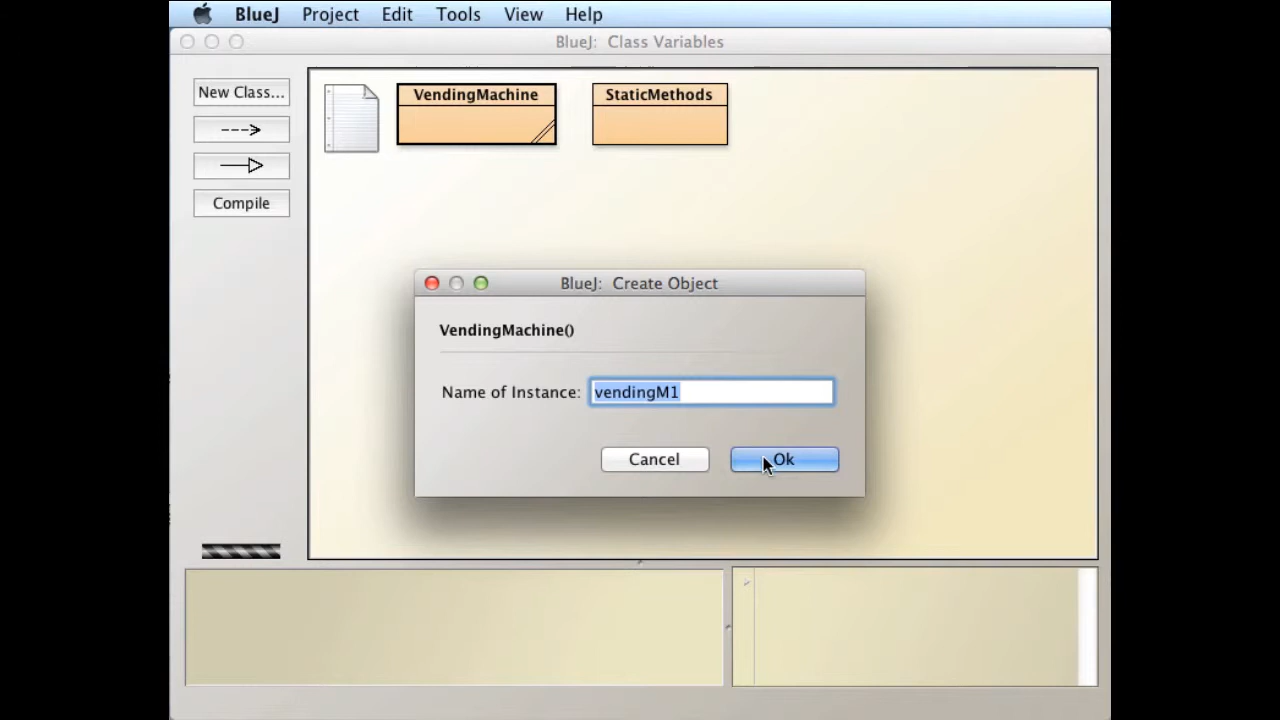 BlueJ Project Edit Tools View Help
BlueJ: Class Variables
New Class...
VendingMachine
StaticMethods
Compile
BlueJ: Create Object
VendingMachine()
Name of Instance: vendingM1
Cancel Ok